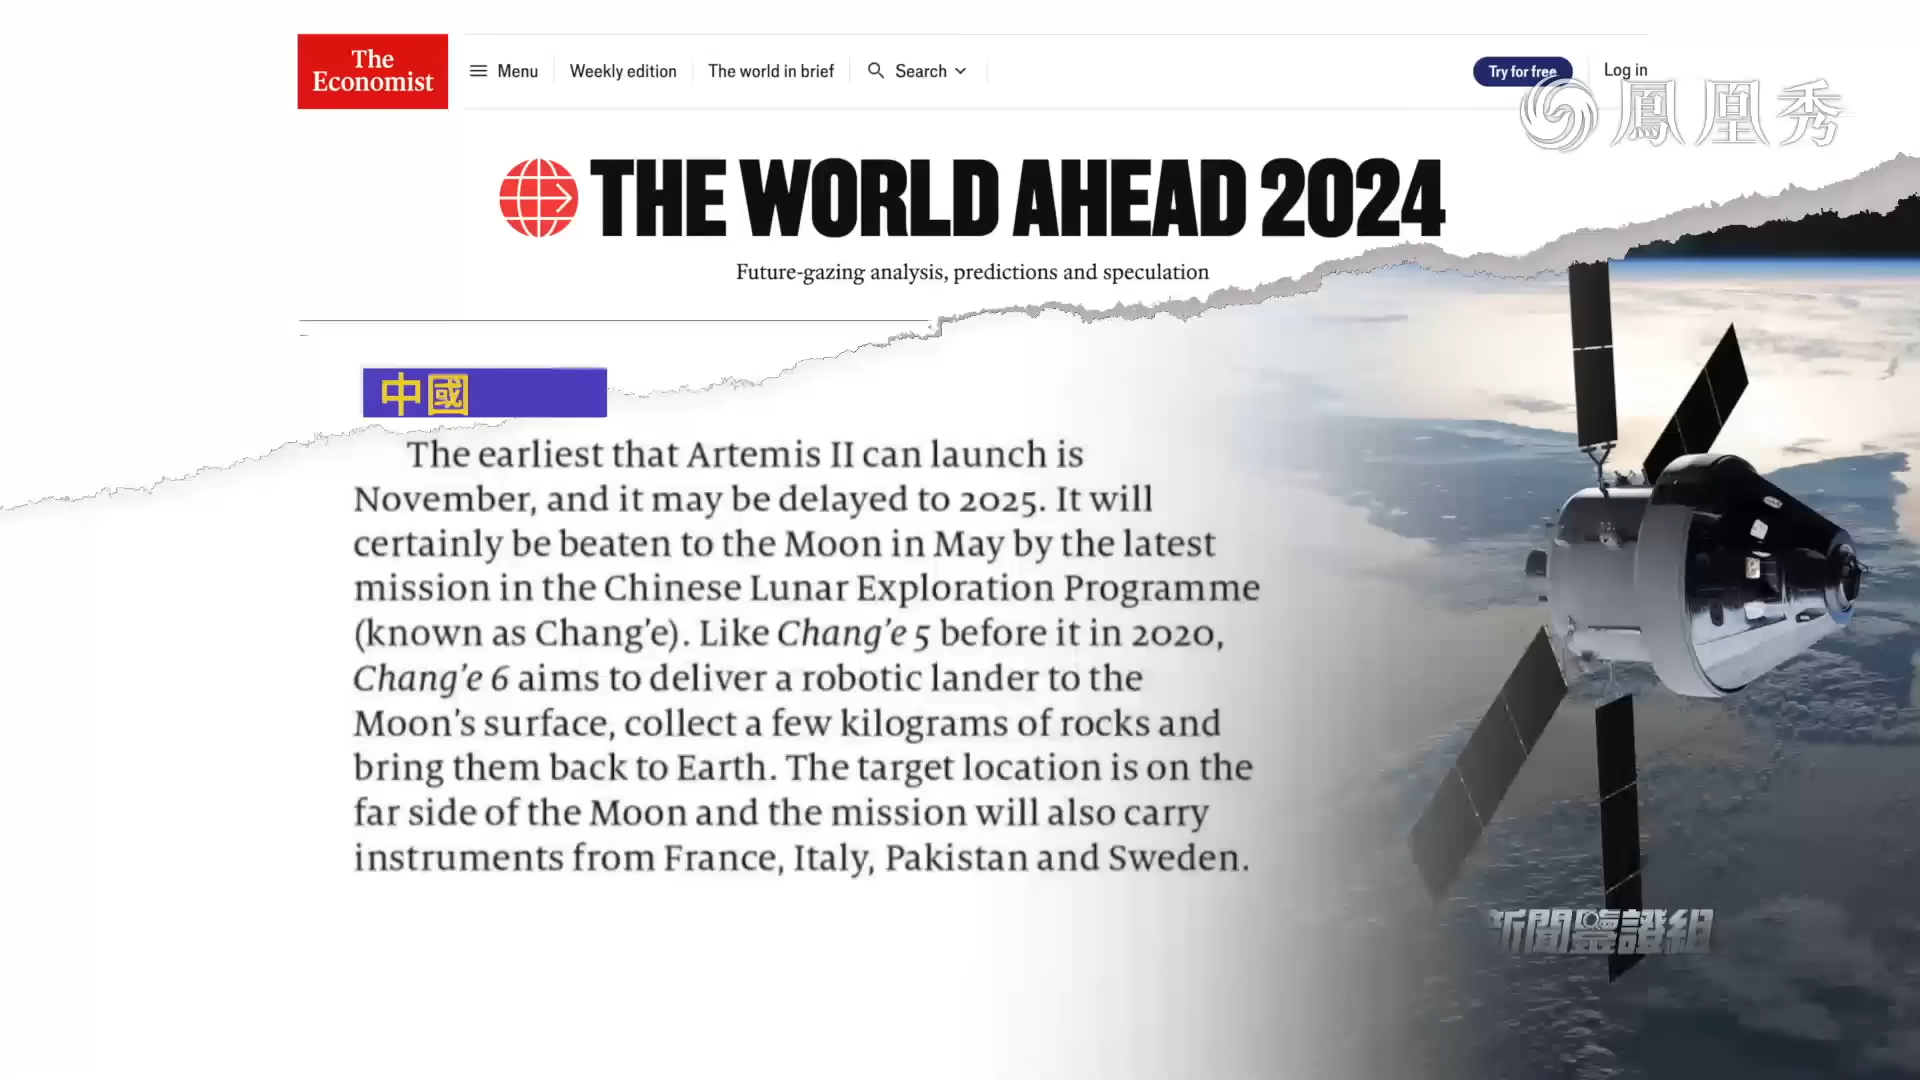 The
Economist
Menu
Weekly edition
The world in brief
Search
Try for free
Log in
鳳凰秀
THE WORLD AHEAD 2024
Future-gazing analysis, predictions and speculation
中國
The earliest that Artemis II can launch is
November, and it may be delayed to 2025. It will
certainly be beaten to the Moon in May by the latest
mission in the Chinese Lunar Exploration Programme
(known as Chang’e). Like Chang’e 5 before it in 2020,
Chang’e 6 aims to deliver a robotic lander to the
Moon’s surface, collect a few kilograms of rocks and
bring them back to Earth. The target location is on the
far side of the Moon and the mission will also carry
instruments from France, Italy, Pakistan and Sweden.
新聞鑒證組